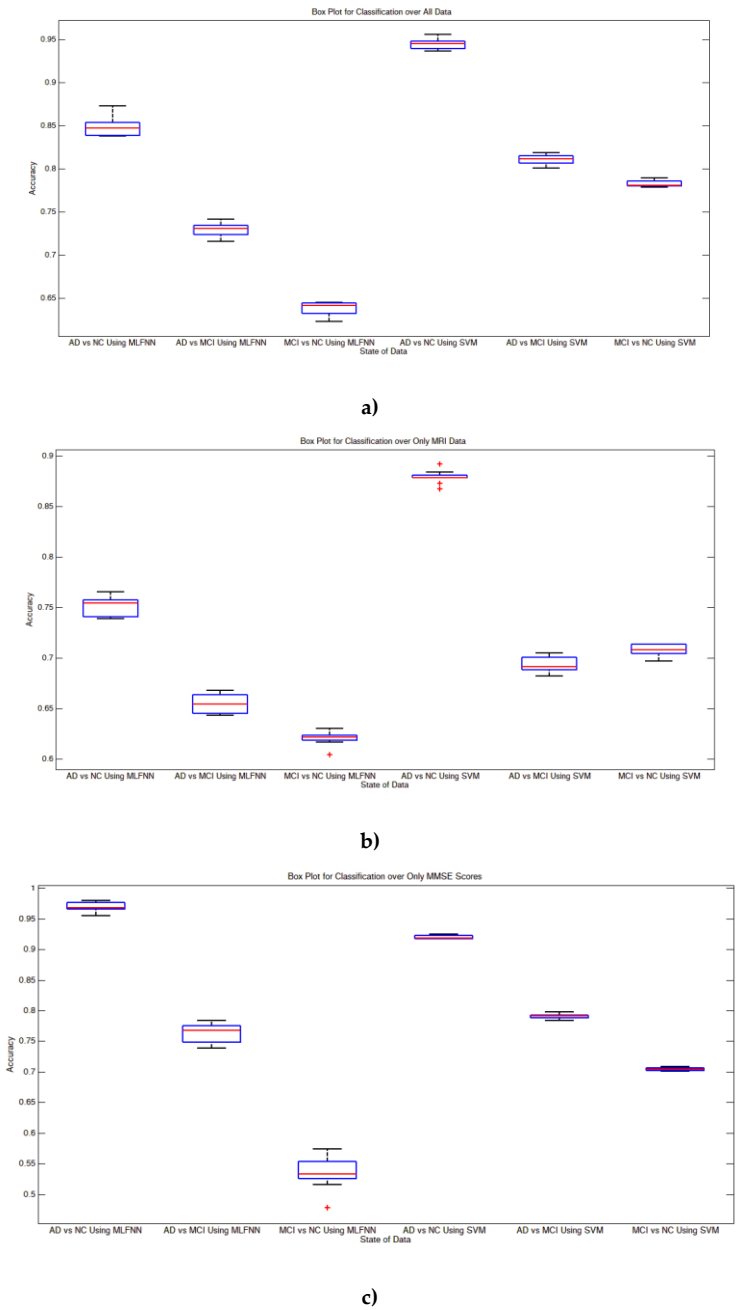 Box Plot for Classification over All Data
0.95
0.9
0.85
0.8
0.75
0.7
0.65
Accuracy
AD vs NC Using MLFNN AD vs MCI Using MLFNN MCI vs NC Using MLFNN AD vs NC Using SVM AD vs MCI Using SVM MCI vs NC Using SVM
State of Data
a)
Box Plot for Classification over Only MRI Data
0.9
0.85
0.8
0.75
0.7
0.65
0.6
Accuracy
AD vs NC Using MLFNN AD vs MCI Using MLFNN MCI vs NC Using MLFNN AD vs NC Using SVM AD vs MCI Using SVM MCI vs NC Using SVM
State of Data
b)
Box Plot for Classification over Only MMSE Scores
1
0.95
0.9
0.85
0.8
0.75
0.7
0.65
0.6
0.55
0.5
Accuracy
AD vs NC Using MLFNN AD vs MCI Using MLFNN MCI vs NC Using MLFNN AD vs NC Using SVM AD vs MCI Using SVM MCI vs NC Using SVM
State of Data
c)